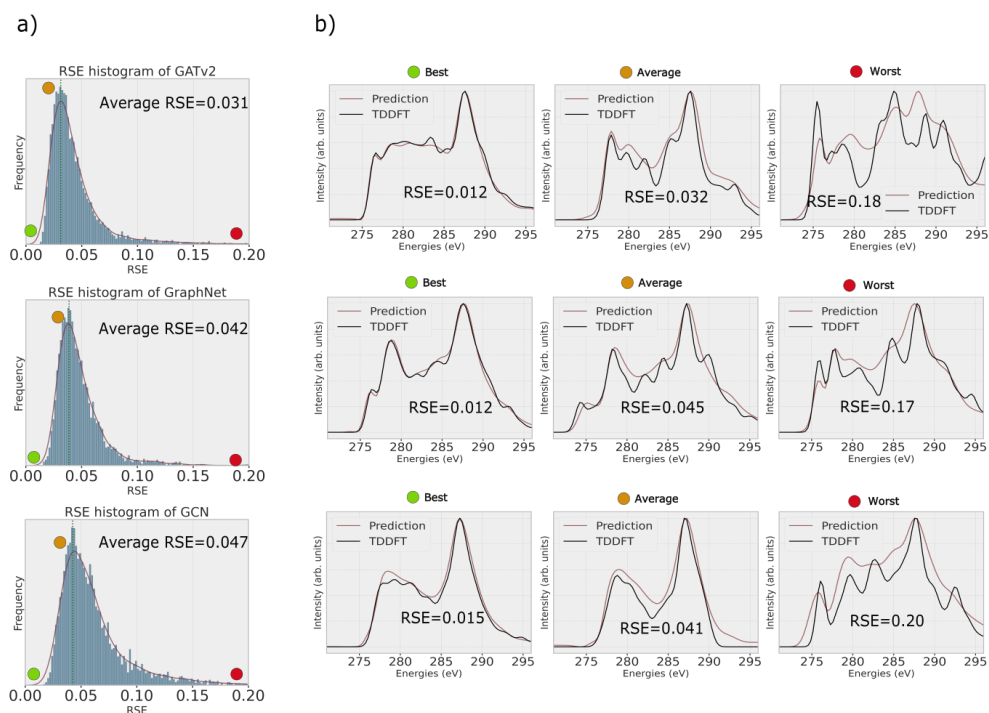 a)
RSE histogram of GATv2
Average RSE=0.031
Frequency
0.00 0.05 0.10 0.15 0.20
RSE
RSE histogram of GraphNet
Average RSE=0.042
Frequency
0.00 0.05 0.10 0.15 0.20
RSE
RSE histogram of GCN
Average RSE=0.047
Frequency
0.00 0.05 0.10 0.15 0.20
RSE
b)
Best
Prediction
TDDFT
RSE=0.012
Intensity (arb. units)
275 280 285 290 295
Energies (eV)
Average
Prediction
TDDFT
RSE=0.032
Intensity (arb. units)
275 280 285 290 295
Energies (eV)
Worst
RSE=0.18
Prediction
TDDFT
Intensity (arb. units)
275 280 285 290 295
Energies (eV)
Best
Prediction
TDDFT
RSE=0.012
Intensity (arb. units)
275 280 285 290 295
Energies (eV)
Average
Prediction
TDDFT
RSE=0.045
Intensity (arb. units)
275 280 285 290 295
Energies (eV)
Worst
Prediction
TDDFT
RSE=0.17
Intensity (arb. units)
275 280 285 290 295
Energies (eV)
Best
Prediction
TDDFT
RSE=0.015
Intensity (arb. units)
275 280 285 290 295
Energies (eV)
Average
Prediction
TDDFT
RSE=0.041
Intensity (arb. units)
275 280 285 290 295
Energies (eV)
Worst
Prediction
TDDFT
RSE=0.20
Intensity (arb. units)
275 280 285 290 295
Energies (eV)